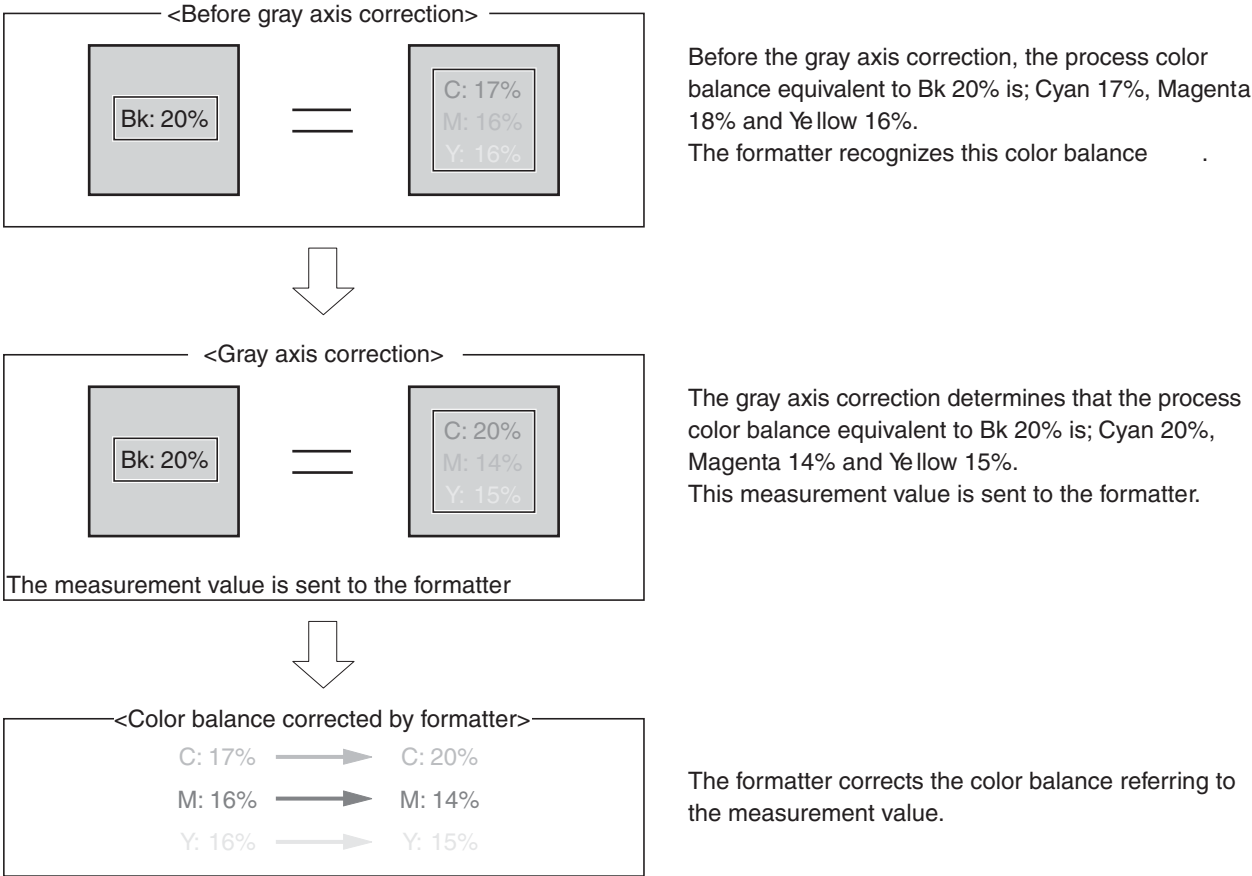 <Before gray axis correction>
Bk: 20%
C: 17%
M: 16%
Y: 16%
Before the gray axis correction, the process color
balance equivalent to Bk 20% is; Cyan 17%, Magenta
18% and Yellow 16%.
The formatter recognizes this color balance .
<Gray axis correction>
Bk: 20%
C: 20%
M: 14%
Y: 15%
The measurement value is sent to the formatter
The gray axis correction determines that the process
color balance equivalent to Bk 20% is; Cyan 20%,
Magenta 14% and Yellow 15%.
This measurement value is sent to the formatter.
<Color balance corrected by formatter>
C: 17% C: 20%
M: 16% M: 14%
Y: 16% Y: 15%
The formatter corrects the color balance referring to
the measurement value.